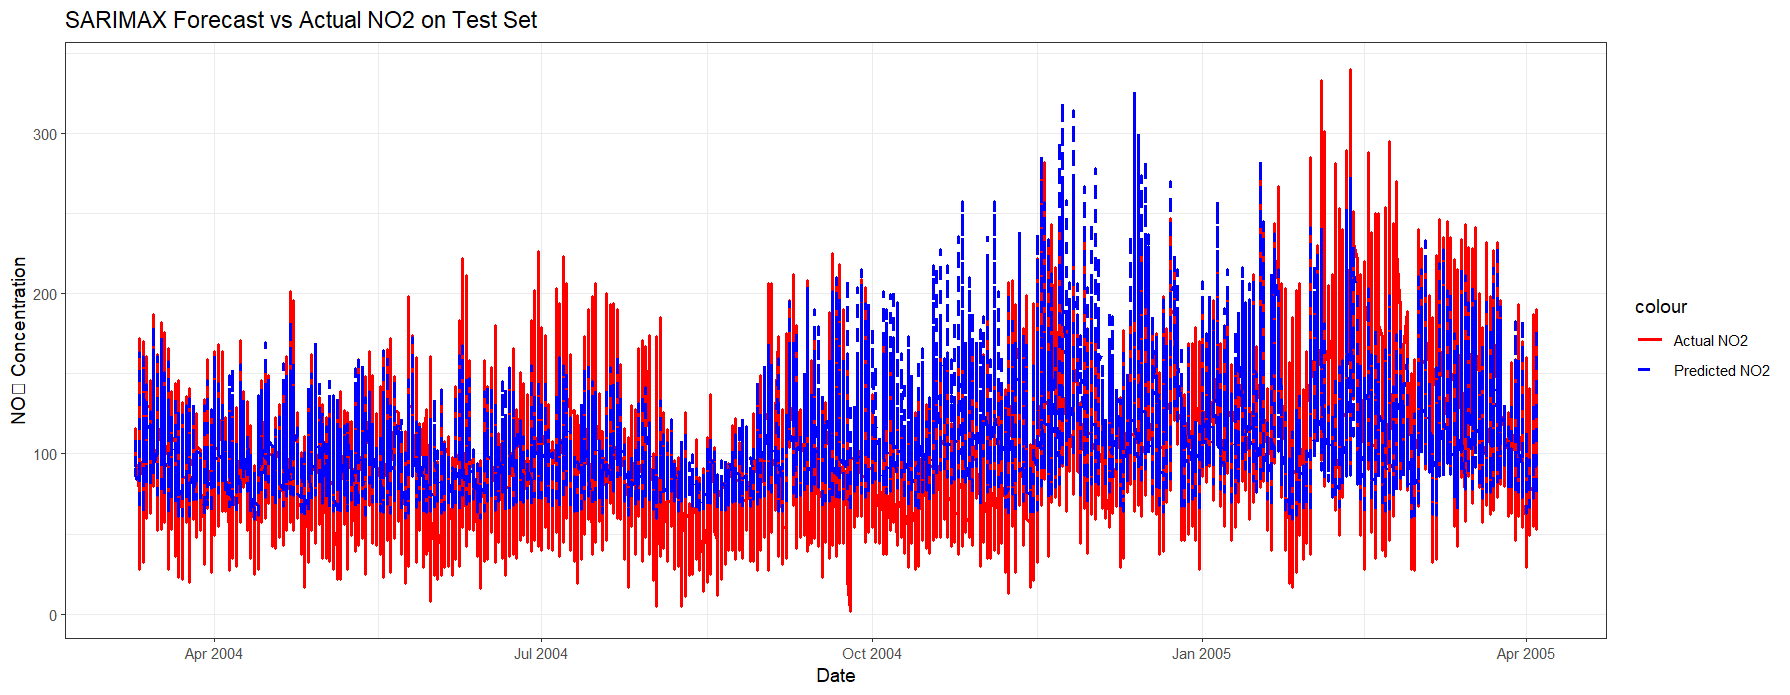 SARIMAX Forecast vs Actual NO2 on Test Set
NO□ Concentration
300
200
100
0
Apr 2004
Jul 2004
Oct 2004
Jan 2005
Apr 2005
Date
colour
Actual NO2
Predicted NO2